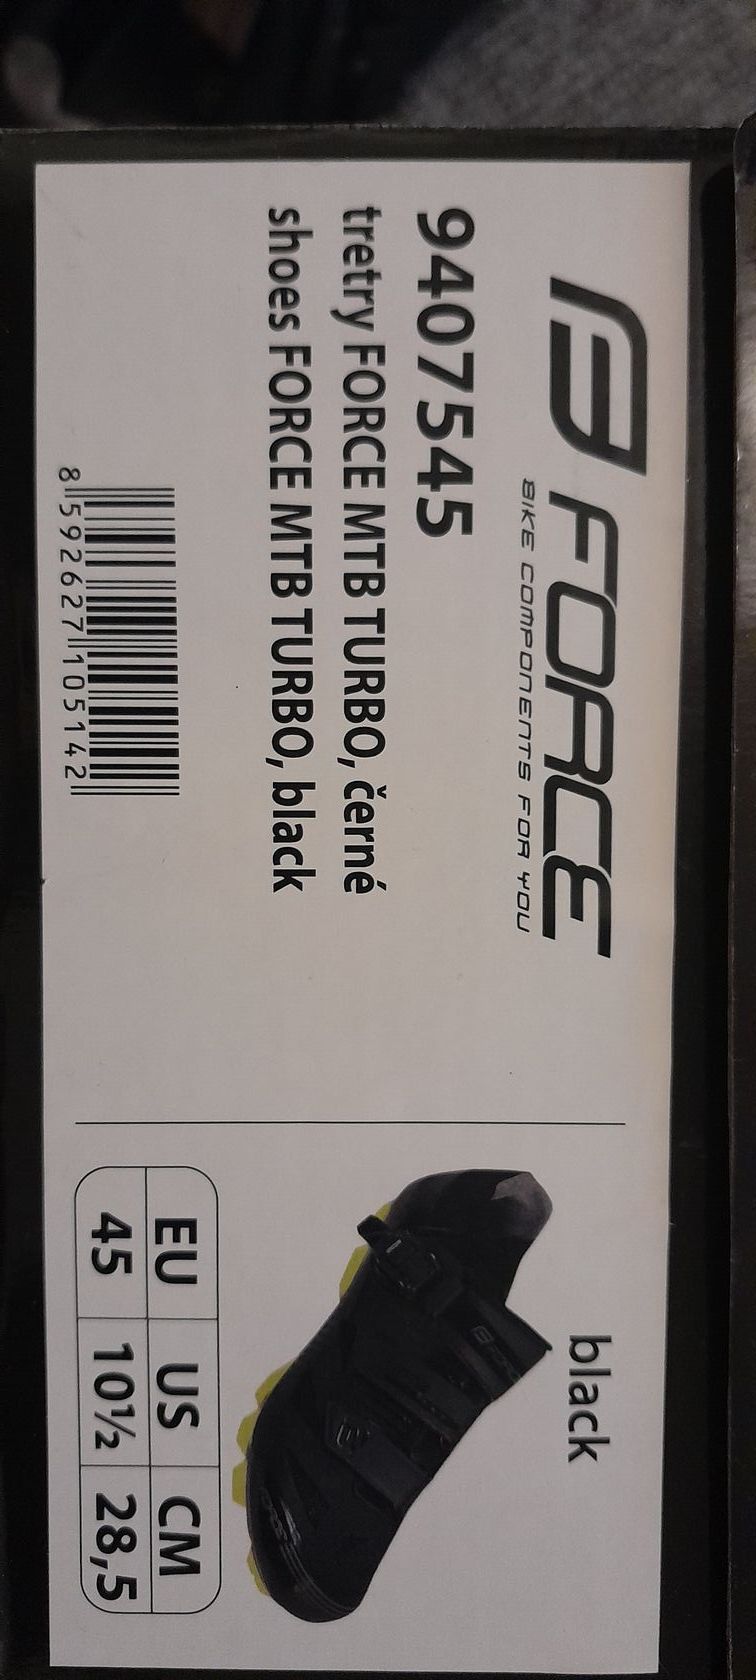 FORCE
BIKE COMPONENTS FOR YOU
9407545
tretry FORCE MTB TURBO, černé
shoes FORCE MTB TURBO, black
8 592627 105142
black
EU US CM
45 10½ 28,5